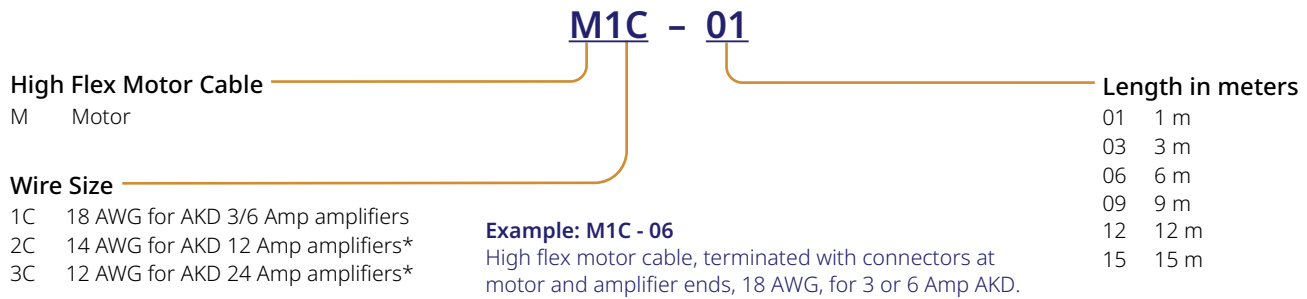 M1C – 01
High Flex Motor Cable
M Motor
Wire Size
1C 18 AWG for AKD 3/6 Amp amplifiers
2C 14 AWG for AKD 12 Amp amplifiers*
3C 12 AWG for AKD 24 Amp amplifiers*
Example: M1C - 06
High flex motor cable, terminated with connectors at
motor and amplifier ends, 18 AWG, for 3 or 6 Amp AKD.
Length in meters
01 1 m
03 3 m
06 6 m
09 9 m
12 12 m
15 15 m